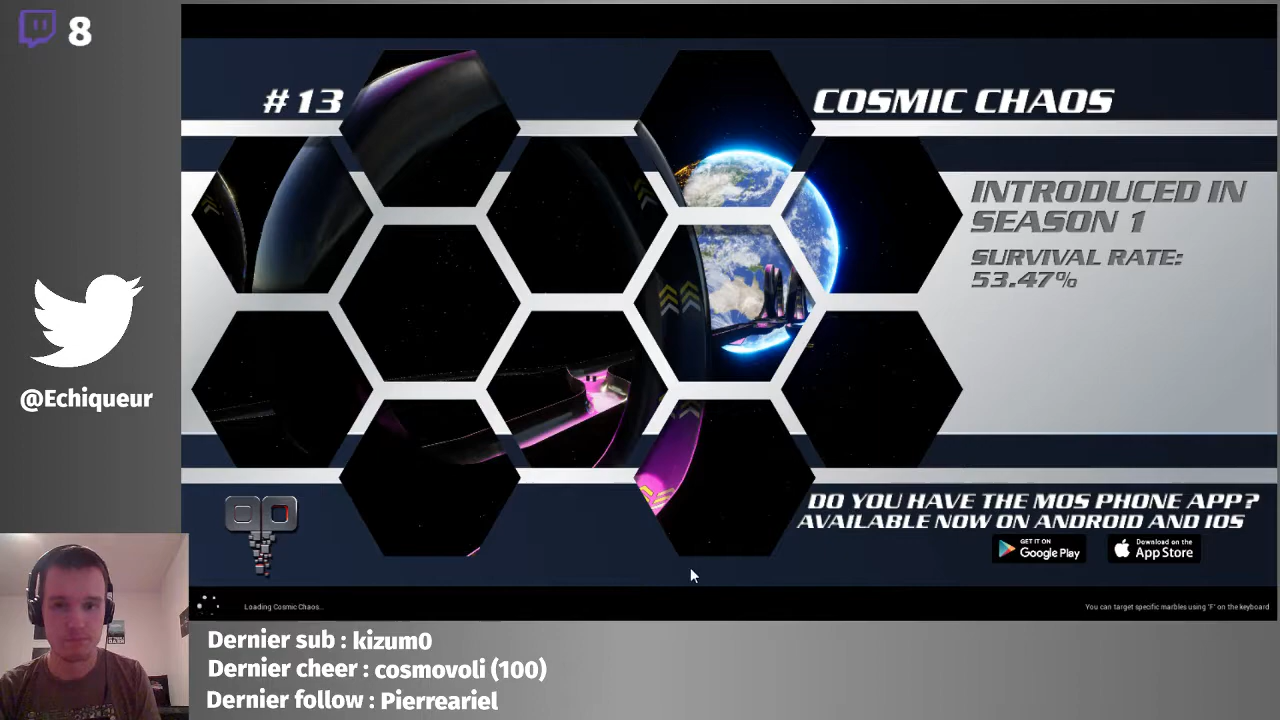 8
#13
COSMIC CHAOS
INTRODUCED IN
SEASON 1
SURVIVAL RATE:
53.47%
@Echiqueur
DO YOU HAVE THE MOS PHONE APP?
AVAILABLE NOW ON ANDROID AND IOS
GET IT ON
Google Play
Download on the
App Store
Loading Cosmic Chaos..
You can target specific marbles using 'F' on the keyboard
Dernier sub : kizum0
Dernier cheer : cosmovoli (100)
Dernier follow : Pierreariel